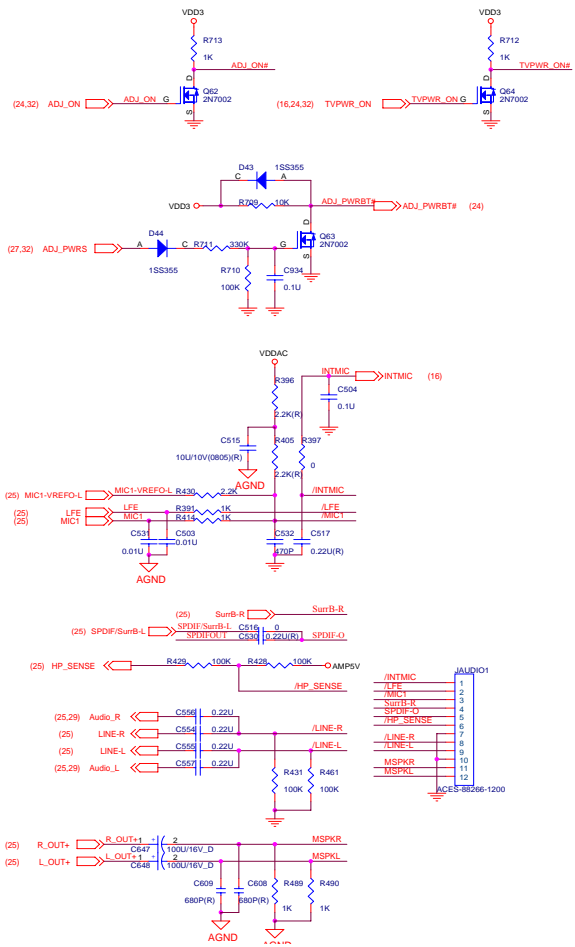 VDD3
R713
1K
ADJ_ON#
D
Q62
2N7002
(24,32) ADJ_ON
ADJ_ON
G
S
VDD3
R712
1K
TVPWR_ON#
D
Q64
2N7002
(16,24,32) TVPWR_ON
TVPWR_ON
G
S
D43
1SS355
C
A
VDD3
R709
10K
ADJ_PWRBT#
ADJ_PWRBT# (24)
D
Q63
2N7002
D44
(27,32) ADJ_PWRS
A
C
R711
330K
G
S
1SS355
R710
100K
C934
0.1U
VDDAC
R396
2.2K(R)
INTMIC
INTMIC (16)
C504
0.1U
C515
10U/10V(0805)(R)
R405
2.2K(R)
R397
0
AGND
(25) MIC1-VREFO-L
MIC1-VREFO-L
R430
2.2K
/INTMIC
(25) LFE
LFE
R391
1K
/LFE
(25) MIC1
MIC1
R414
1K
/MIC1
C531
0.01U
C503
0.01U
C532
470P
C517
0.22U(R)
AGND
(25) SurrB-R
SurrB-R
(25) SPDIF/SurrB-L
SPDIF/SurrB-L
C516
0
SPDIFOUT
C530
0.22U(R)
SPDIF-O
(25) HP_SENSE
R429
100K
R428
100K
AMP5V
/HP_SENSE
(25,29) Audio_R
C556
0.22U
(25) LINE-R
C554
0.22U
/LINE-R
(25) LINE-L
C555
0.22U
/LINE-L
(25,29) Audio_L
C557
0.22U
R431
100K
R461
100K
JAUDIO1
/INTMIC
1
/LFE
2
/MIC1
3
SurrB-R
4
SPDIF-O
5
/HP_SENSE
6
7
/LINE-R
8
/LINE-L
9
10
MSPKR
11
MSPKL
12
ACES-88266-1200
(25) R_OUT+
R_OUT+
1
+
2
C647
100U/16V_D
MSPKR
(25) L_OUT+
L_OUT+
1
+
2
C648
100U/16V_D
MSPKL
C609
680P(R)
C608
680P(R)
R489
1K
R490
1K
AGND
AGND